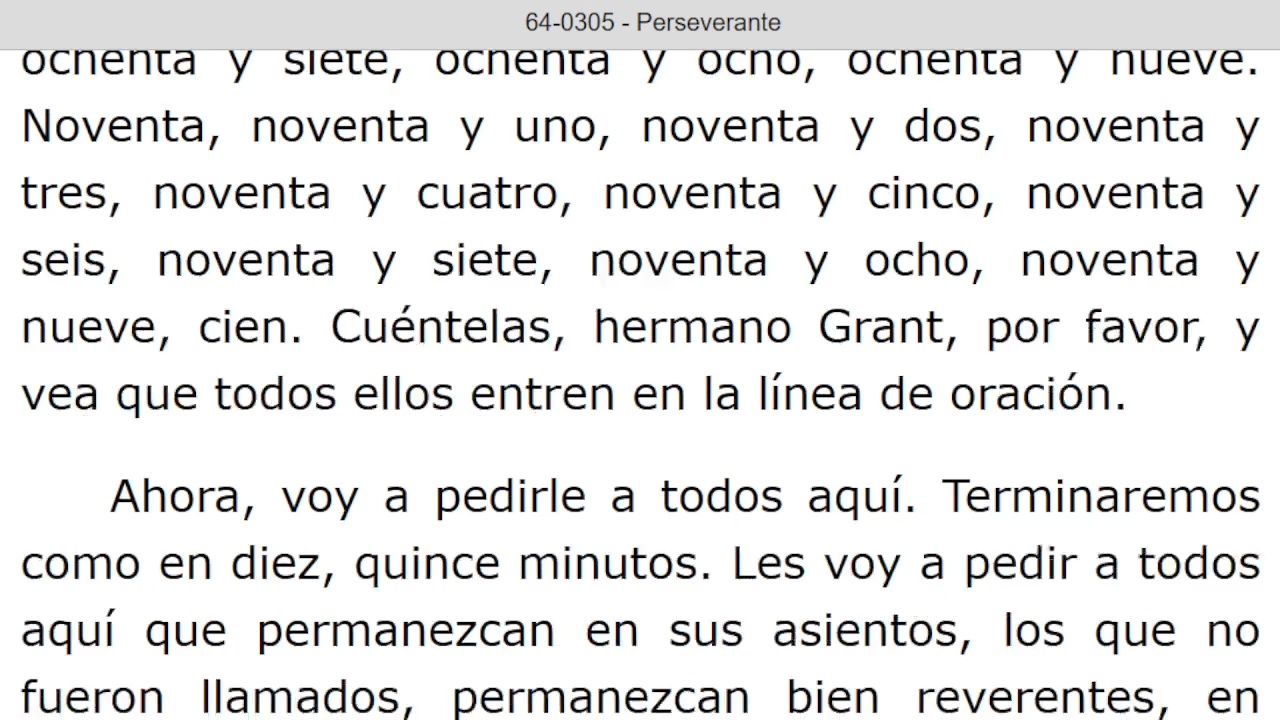 64-0305 - Perseverante
ochenta y siete, ochenta y ocho, ochenta y nueve.
Noventa, noventa y uno, noventa y dos, noventa y
tres, noventa y cuatro, noventa y cinco, noventa y
seis, noventa y siete, noventa y ocho, noventa y
nueve, cien. Cuéntelas, hermano Grant, por favor, y
vea que todos ellos entren en la línea de oración.
Ahora, voy a pedirle a todos aquí. Terminaremos
como en diez, quince minutos. Les voy a pedir a todos
aquí que permanezcan en sus asientos, los que no
fueron llamados, permanezcan bien reverentes, en